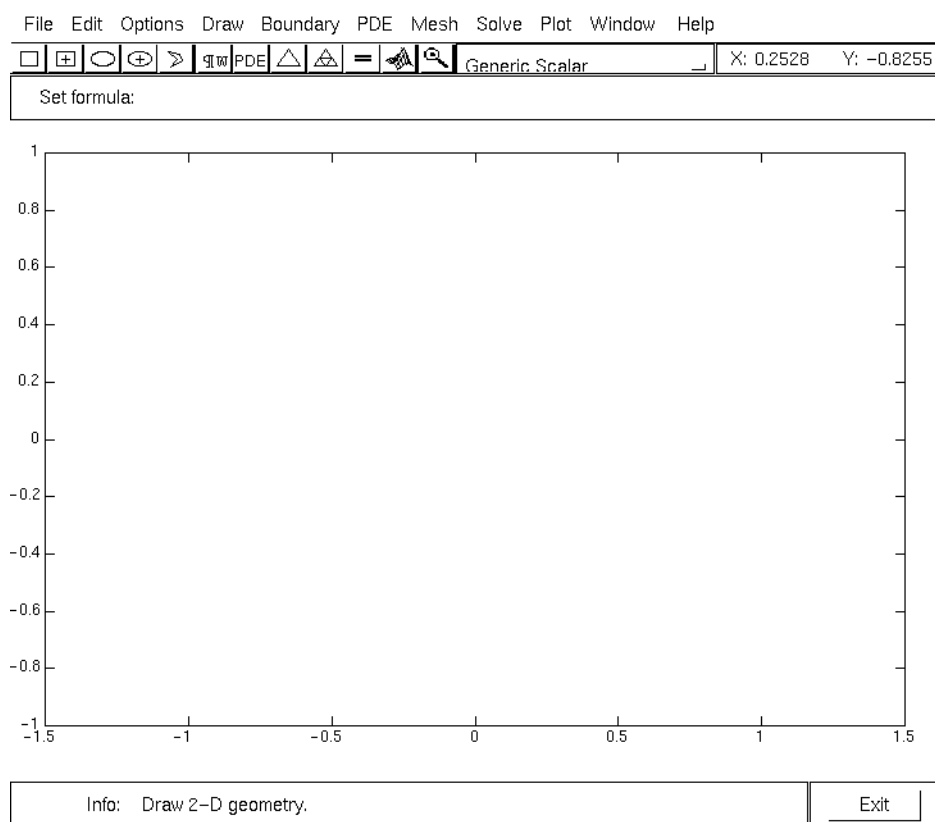 File Edit Options Draw Boundary PDE Mesh Solve Plot Window Help
PDE Generic Scalar X: 0.2528 Y: −0.8255
Set formula:
1
0.8
0.6
0.4
0.2
0
−0.2
−0.4
−0.6
−0.8
−1
−1.5 −1 −0.5 0 0.5 1 1.5
Info: Draw 2−D geometry. Exit